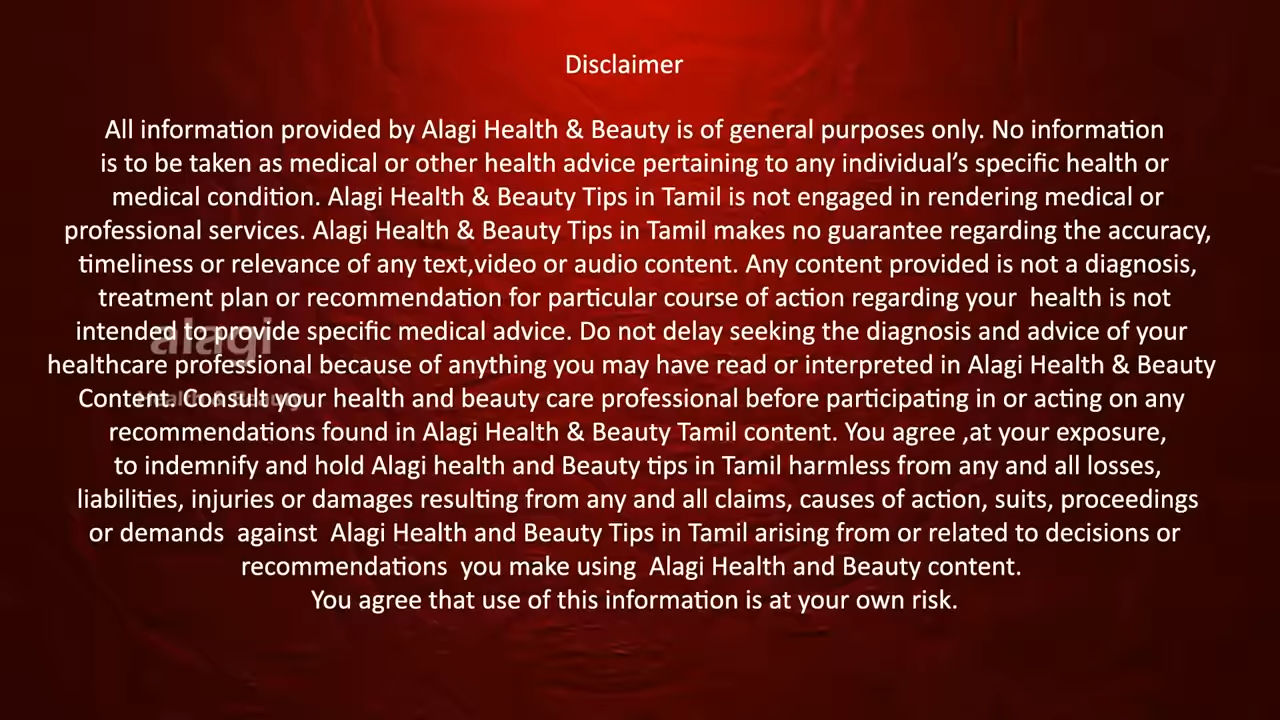 Disclaimer
All information provided by Alagi Health & Beauty is of general purposes only. No information
is to be taken as medical or other health advice pertaining to any individual's specific health or
medical condition. Alagi Health & Beauty Tips in Tamil is not engaged in rendering medical or
professional services. Alagi Health & Beauty Tips in Tamil makes no guarantee regarding the accuracy,
timeliness or relevance of any text,video or audio content. Any content provided is not a diagnosis,
treatment plan or recommendation for particular course of action regarding your  health is not
intended to provide specific medical advice. Do not delay seeking the diagnosis and advice of your
healthcare professional because of anything you may have read or interpreted in Alagi Health & Beauty
Content. Consult your health and beauty care professional before participating in or acting on any
recommendations found in Alagi Health & Beauty Tamil content. You agree ,at your exposure,
to indemnify and hold Alagi health and Beauty tips in Tamil harmless from any and all losses,
liabilities, injuries or damages resulting from any and all claims, causes of action, suits, proceedings
or demands  against  Alagi Health and Beauty Tips in Tamil arising from or related to decisions or
recommendations  you make using  Alagi Health and Beauty content.
You agree that use of this information is at your own risk.
alagi
Health & Beauty